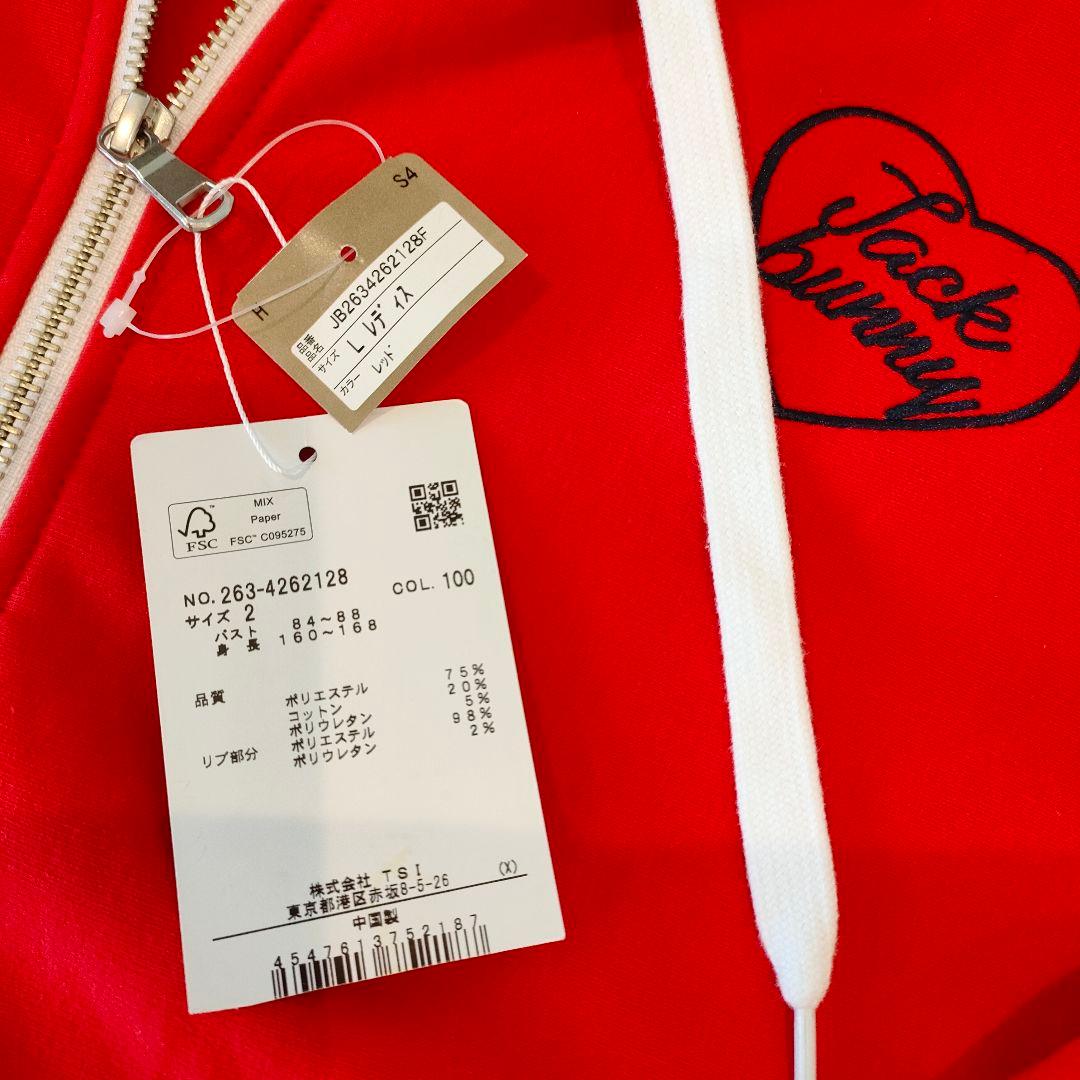 S4
H
品番 JB2634262128F
品名
サイズ L レディス
カラー レッド
Jack
bunny
MIX
Paper
FSC™ C095275
FSC
NO. 263-4262128 COL. 100
サイズ 2
バスト 84~88
身長 160~168
品質 ポリエステル 75%
コットン 20%
ポリウレタン 5%
リブ部分 ポリエステル 98%
ポリウレタン 2%
株式会社 TSI (X)
東京都港区赤坂8-5-26
中国製
4547613752187